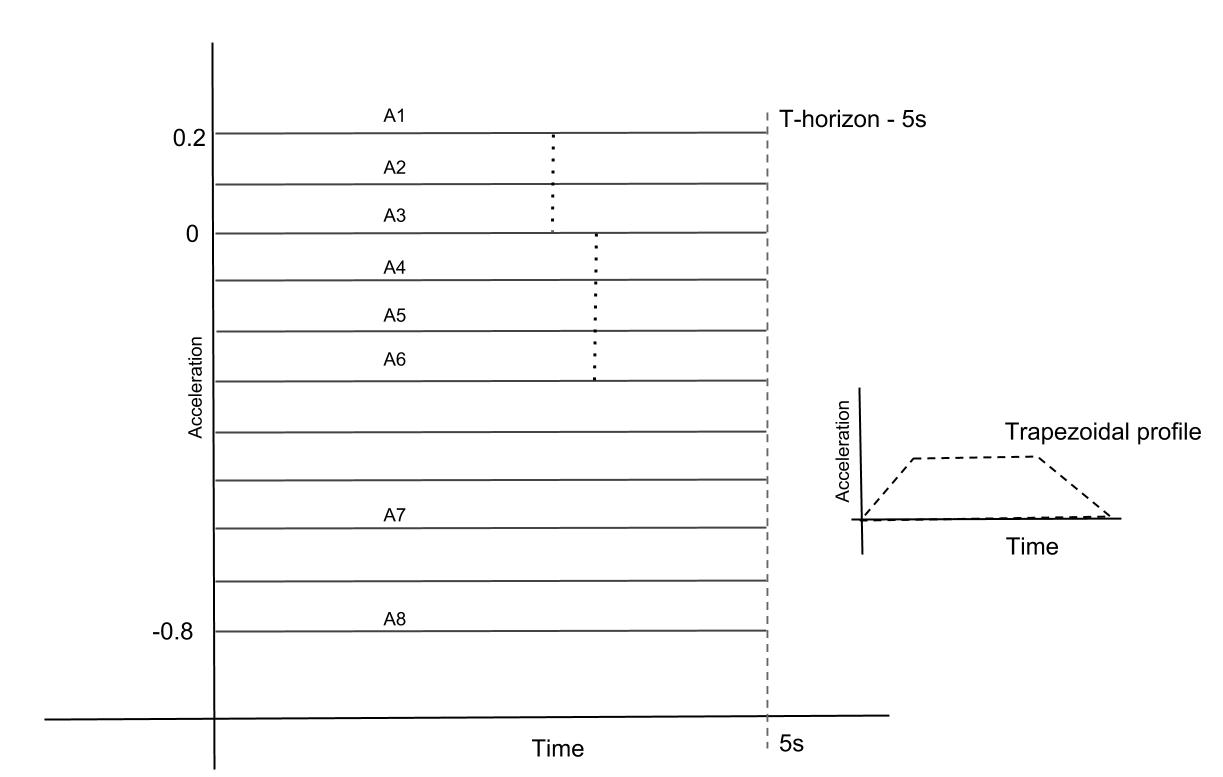 A1
T-horizon - 5s
0.2
A2
A3
0
A4
A5
A6
Acceleration
Acceleration
Trapezoidal profile
A7
Time
A8
-0.8
Time
5s